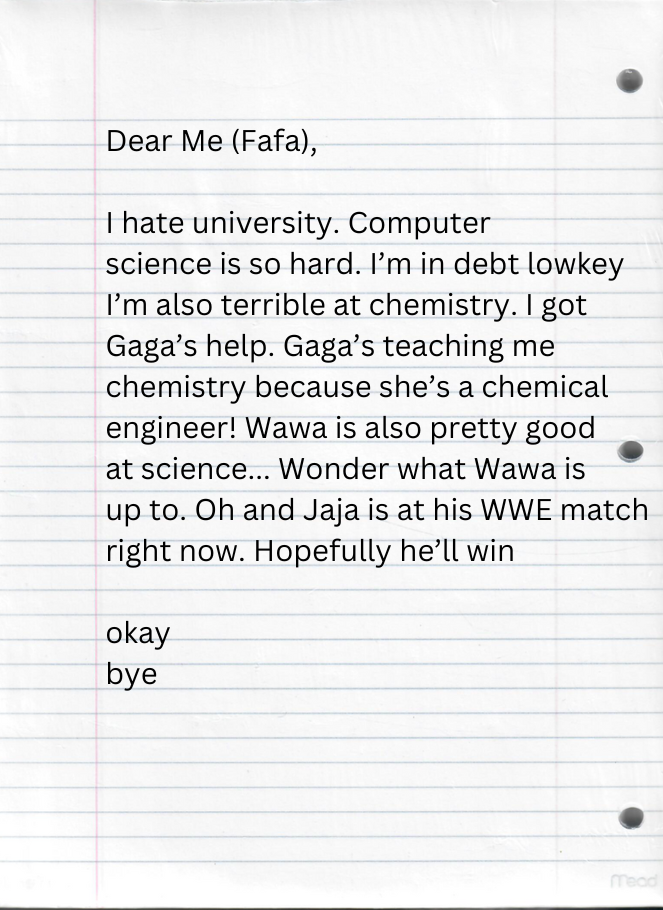 Dear Me (Fafa),
I hate university. Computer
science is so hard. I’m in debt lowkey
I’m also terrible at chemistry. I got
Gaga’s help. Gaga’s teaching me
chemistry because she’s a chemical
engineer! Wawa is also pretty good
at science... Wonder what Wawa is
up to. Oh and Jaja is at his WWE match
right now. Hopefully he’ll win
okay
bye
Mead